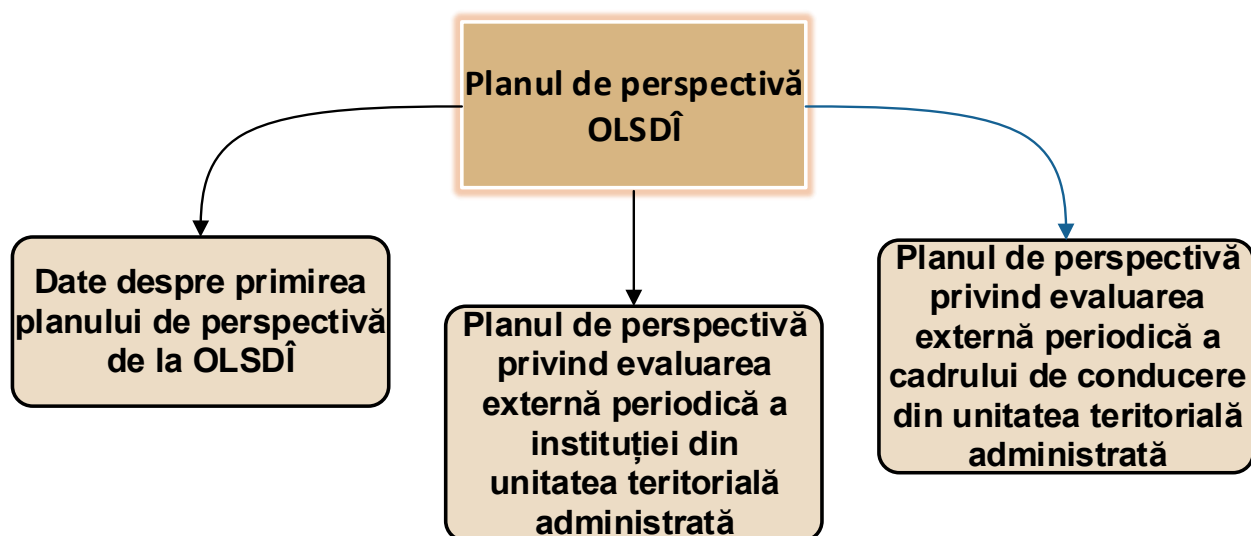 Planul de perspectivă
OLSDÎ
Date despre primirea
planului de perspectivă
de la OLSDÎ
Planul de perspectivă
privind evaluarea
externă periodică a
instituției din
unitatea teritorială
administrată
Planul de perspectivă
privind evaluarea
externă periodică a
cadrului de conducere
din unitatea teritorială
administrată